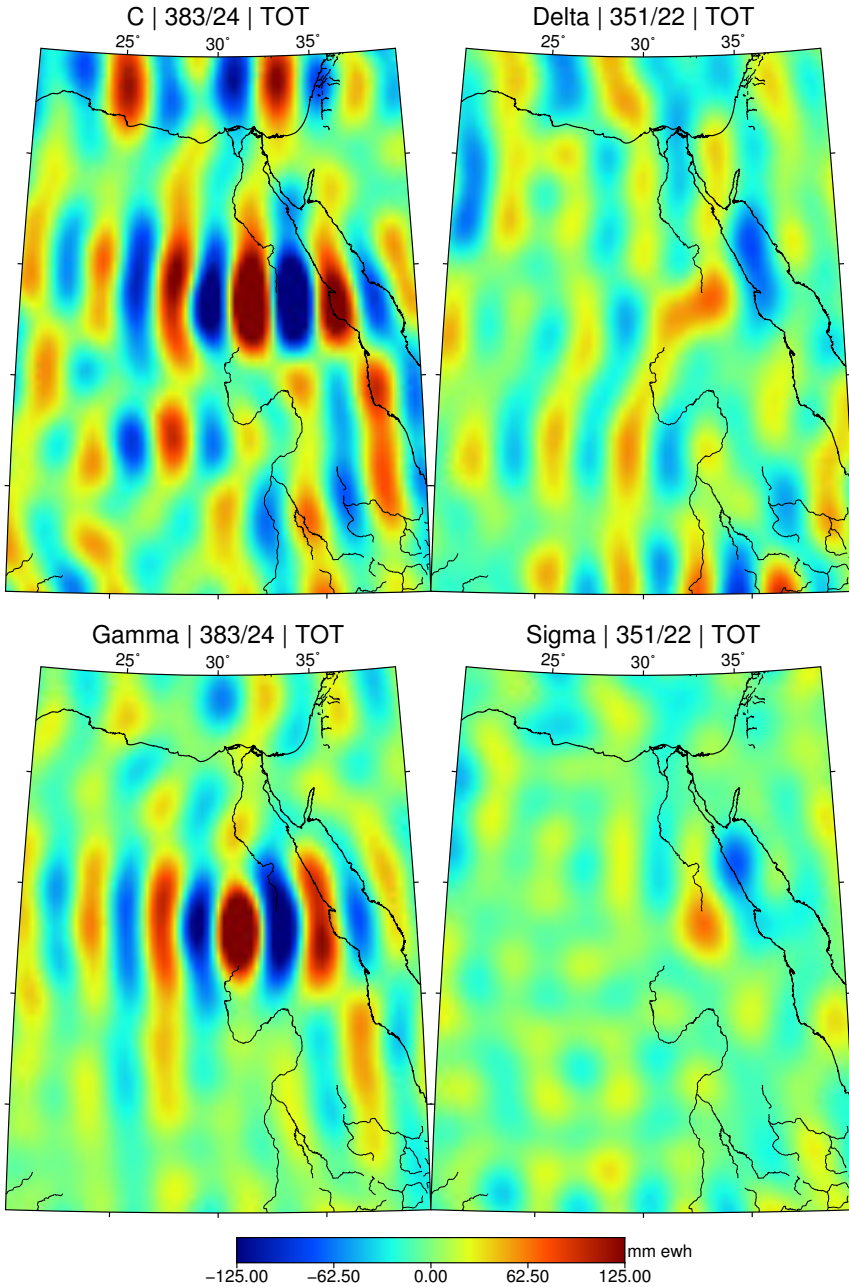 C | 383/24 | TOT
25° 30° 35°
Delta | 351/22 | TOT
25° 30° 35°
Gamma | 383/24 | TOT
25° 30° 35°
Sigma | 351/22 | TOT
25° 30° 35°
mm ewh
−125.00 −62.50 0.00 62.50 125.00